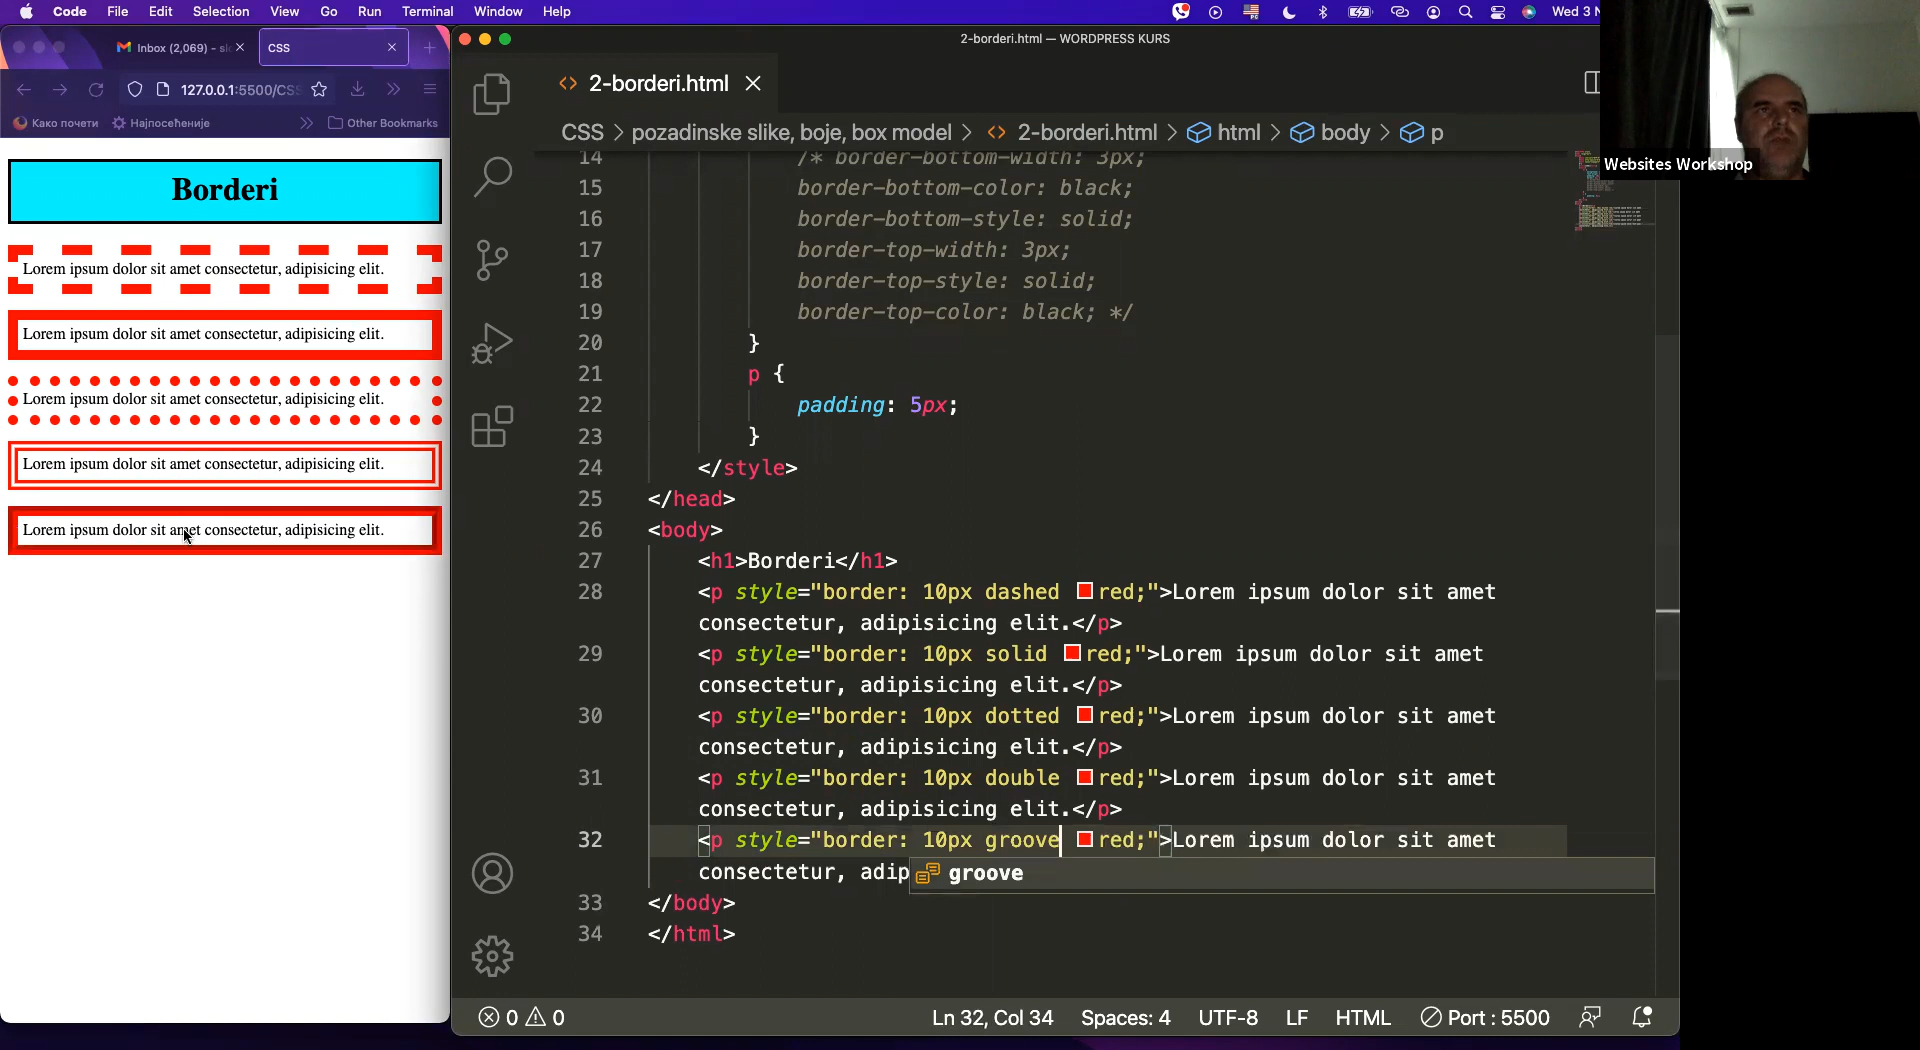 Code File Edit Selection View Go Run Terminal Window Help Wed 3 N
Inbox (2,069) - CSS
127.0.0.1:5500/CSS
Како почети Најпосећеније Other Bookmarks
Borderi
Lorem ipsum dolor sit amet consectetur, adipisicing elit.
Lorem ipsum dolor sit amet consectetur, adipisicing elit.
Lorem ipsum dolor sit amet consectetur, adipisicing elit.
Lorem ipsum dolor sit amet consectetur, adipisicing elit.
Lorem ipsum dolor sit amet consectetur, adipisicing elit.
2-borderi.html — WORDPRESS KURS
2-borderi.html
CSS > pozadinske slike, boje, box model > 2-borderi.html > html > body > p
14 /* border-bottom-width: 3px;
15 border-bottom-color: black;
16 border-bottom-style: solid;
17 border-top-width: 3px;
18 border-top-style: solid;
19 border-top-color: black; */
20 }
21 p {
22 padding: 5px;
23 }
24 </style>
25 </head>
26 <body>
27 <h1>Borderi</h1>
28 <p style="border: 10px dashed red;">Lorem ipsum dolor sit amet
consectetur, adipisicing elit.</p>
29 <p style="border: 10px solid red;">Lorem ipsum dolor sit amet
consectetur, adipisicing elit.</p>
30 <p style="border: 10px dotted red;">Lorem ipsum dolor sit amet
consectetur, adipisicing elit.</p>
31 <p style="border: 10px double red;">Lorem ipsum dolor sit amet
consectetur, adipisicing elit.</p>
32 <p style="border: 10px groove red;">Lorem ipsum dolor sit amet
consectetur, adip
groove
33 </body>
34 </html>
0 0 Ln 32, Col 34 Spaces: 4 UTF-8 LF HTML Port : 5500
Websites Workshop